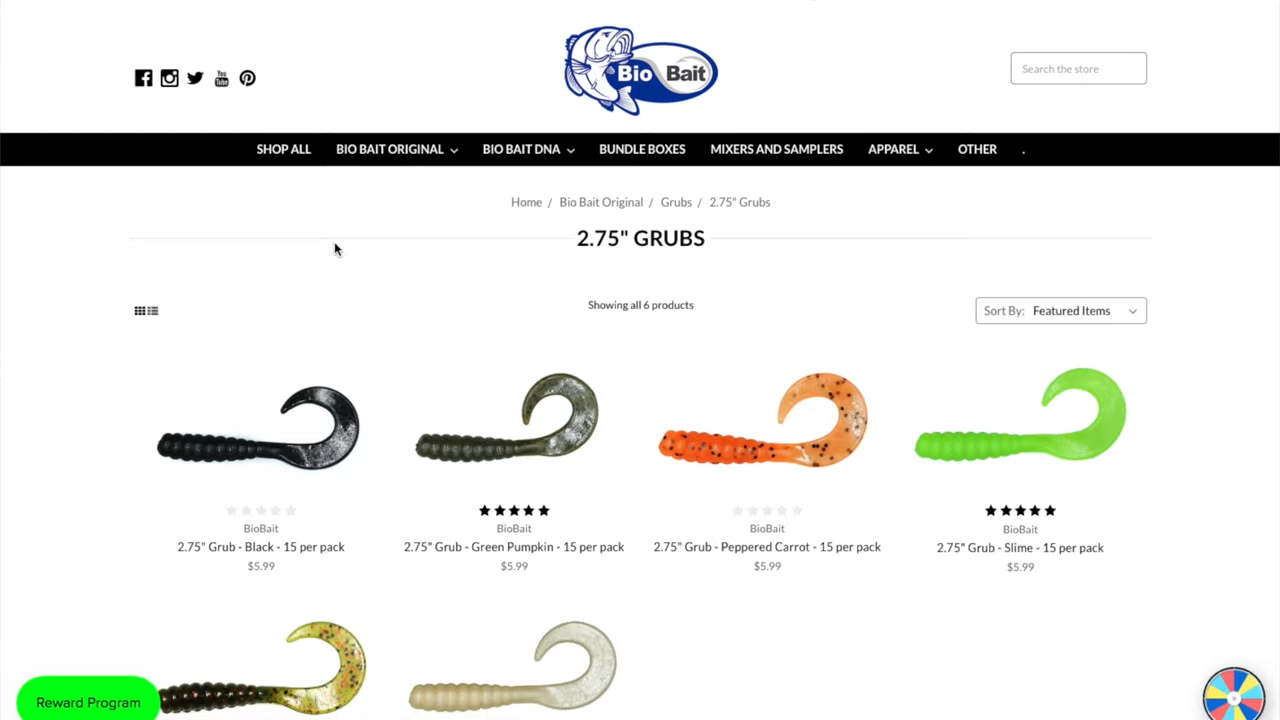 You
Tube
Bio Bait
Search the store
SHOP ALL BIO BAIT ORIGINAL BIO BAIT DNA BUNDLE BOXES MIXERS AND SAMPLERS APPAREL OTHER .
Home / Bio Bait Original / Grubs / 2.75" Grubs
2.75" GRUBS
Showing all 6 products
Sort By: Featured Items
BioBait
2.75" Grub - Black - 15 per pack
$5.99
BioBait
2.75" Grub - Green Pumpkin - 15 per pack
$5.99
BioBait
2.75" Grub - Peppered Carrot - 15 per pack
$5.99
BioBait
2.75" Grub - Slime - 15 per pack
$5.99
Reward Program